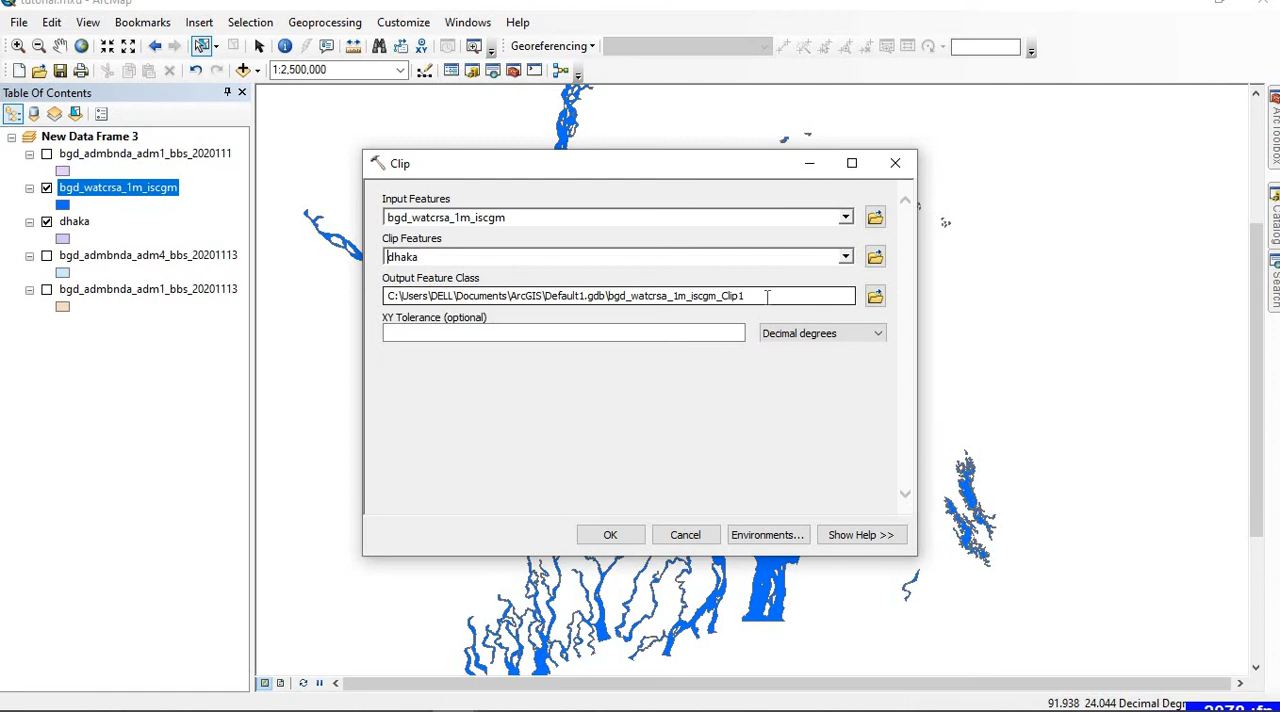 tutorial.mxd - ArcMap
File Edit View Bookmarks Insert Selection Geoprocessing Customize Windows Help
Georeferencing
1:2,500,000
Table Of Contents
New Data Frame 3
bgd_admbnda_adm1_bbs_2020111
bgd_watcrsa_1m_iscgm
dhaka
bgd_admbnda_adm4_bbs_20201113
bgd_admbnda_adm1_bbs_20201113
Clip
Input Features
bgd_watcrsa_1m_iscgm
Clip Features
dhaka
Output Feature Class
C:\Users\DELL\Documents\ArcGIS\Default1.gdb\bgd_watcrsa_1m_iscgm_Clip1
XY Tolerance (optional)
Decimal degrees
OK Cancel Environments... Show Help >>
ArcToolbox
Catalog
Search
91.938 24.044 Decimal Degr